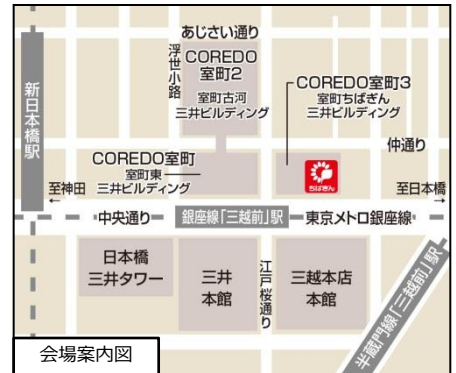 あじさい通り
浮世小路
COREDO
室町2
室町古河
三井ビルディング
COREDO室町3
室町ちばぎん
三井ビルディング
新日本橋駅
仲通り
COREDO室町
室町東
三井ビルディング
ちばぎん
至神田
←
至日本橋
→
中央通り
銀座線「三越前」駅
東京メトロ銀座線
日本橋
三井タワー
三井
本館
江戸桜通り
三越本店
本館
半蔵門線「三越前」駅
会場案内図